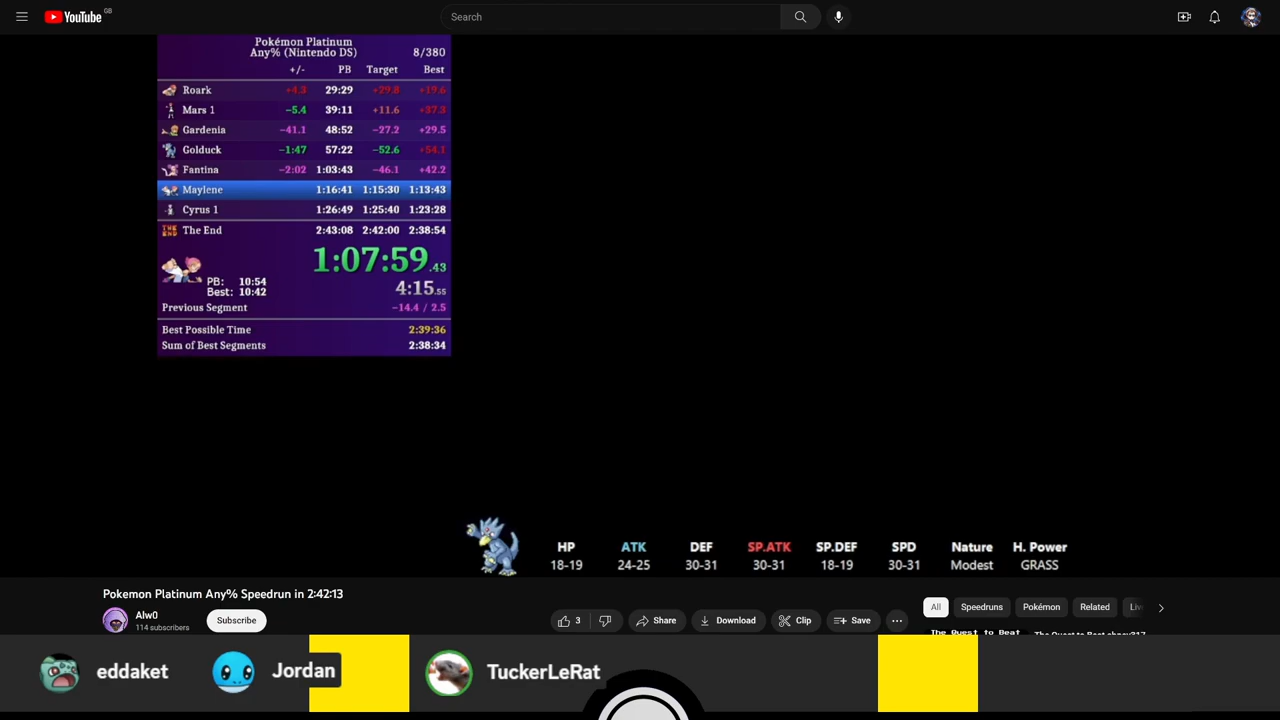 YouTube GB
Search
Pokémon Platinum
Any% (Nintendo DS) 8/380
+/- PB Target Best
Roark +4.3 29:29 +29.8 +19.6
Mars 1 −5.4 39:11 +11.6 +37.3
Gardenia −41.1 48:52 −27.2 +29.5
Golduck −1:47 57:22 −52.6 +54.1
Fantina −2:02 1:03:43 −46.1 +42.2
Maylene 1:16:41 1:15:30 1:13:43
Cyrus 1 1:26:49 1:25:40 1:23:28
THE END The End 2:43:08 2:42:00 2:38:54
1:07:59.43
PB: 10:54
Best: 10:42
4:15.55
Previous Segment −14.4 / 2.5
Best Possible Time 2:39:36
Sum of Best Segments 2:38:34
HP ATK DEF SP.ATK SP.DEF SPD Nature H. Power
18-19 24-25 30-31 30-31 18-19 30-31 Modest GRASS
Pokemon Platinum Any% Speedrun in 2:42:13
Alw0
114 subscribers
Subscribe
3
Share
Download
Clip
Save
All
Speedruns
Pokémon
Related
The Quest to Beat
eddaket
Jordan
TuckerLeRat